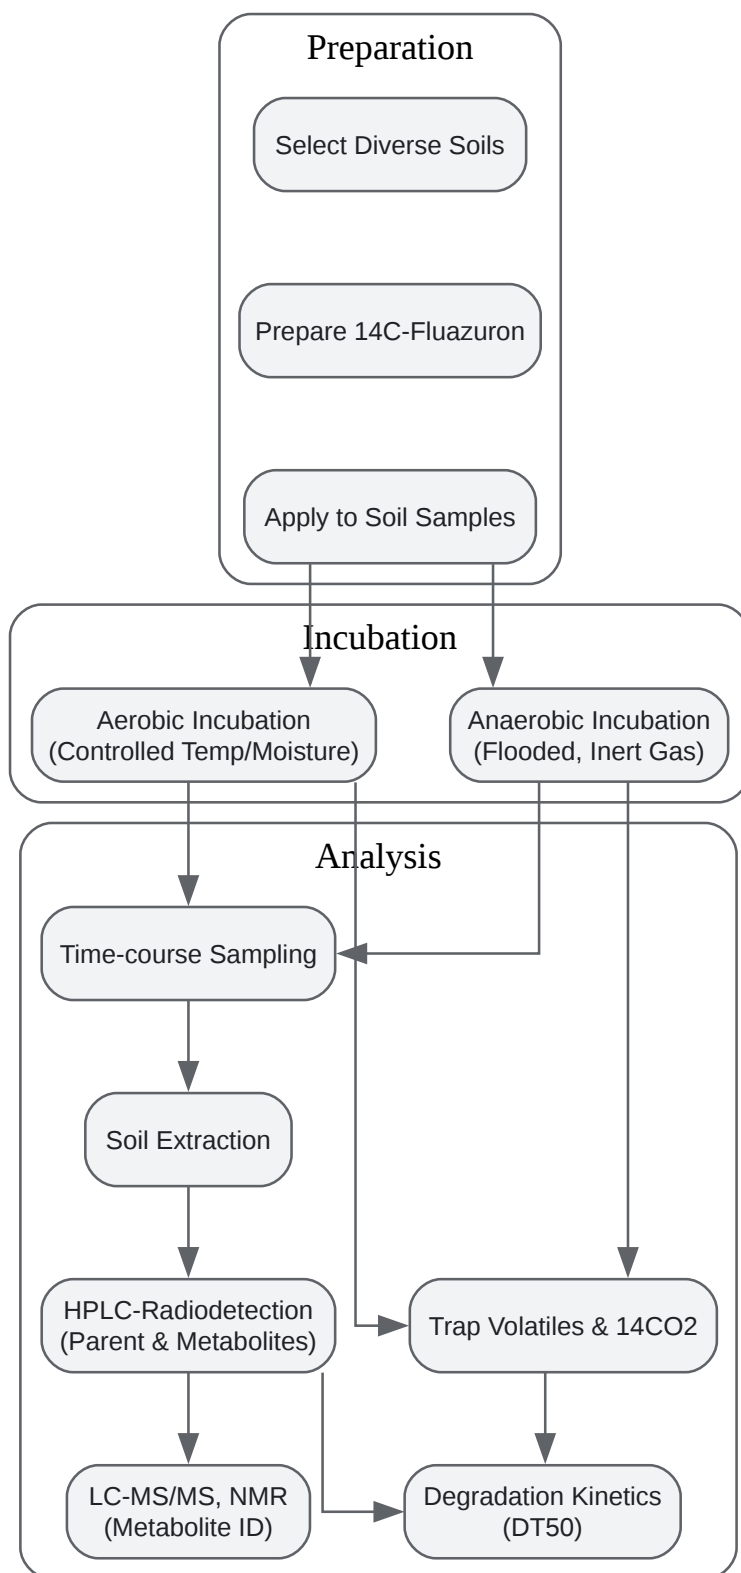 Preparation
Select Diverse Soils
Prepare 14C-Fluazuron
Apply to Soil Samples
Incubation
Aerobic Incubation
(Controlled Temp/Moisture)
Anaerobic Incubation
(Flooded, Inert Gas)
Analysis
Time-course Sampling
Soil Extraction
HPLC-Radiodetection
(Parent & Metabolites)
Trap Volatiles & 14CO2
LC-MS/MS, NMR
(Metabolite ID)
Degradation Kinetics
(DT50)